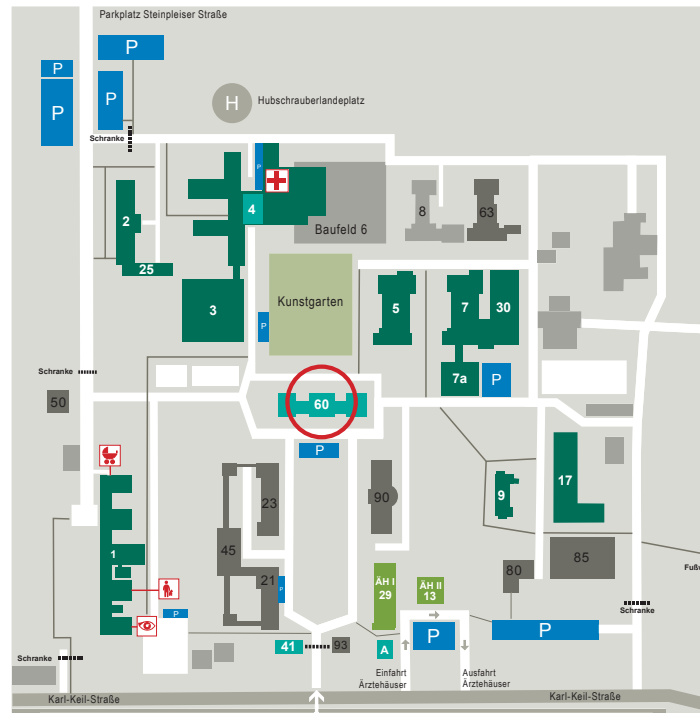 Parkplatz Steinpleiser Straße
P
P
P
P
H
Hubschrauberlandeplatz
Schranke
P
4
Baufeld 6
8
63
2
25
3
Kunstgarten
P
5
7
30
7a
P
Schranke
50
60
P
23
90
9
17
1
45
21
P
ÄH I
29
ÄH II
13
80
85
Fuß
P
Schranke
41
93
A
P
P
Schranke
Einfahrt
Ärztehäuser
Ausfahrt
Ärztehäuser
Karl-Keil-Straße
Karl-Keil-Straße